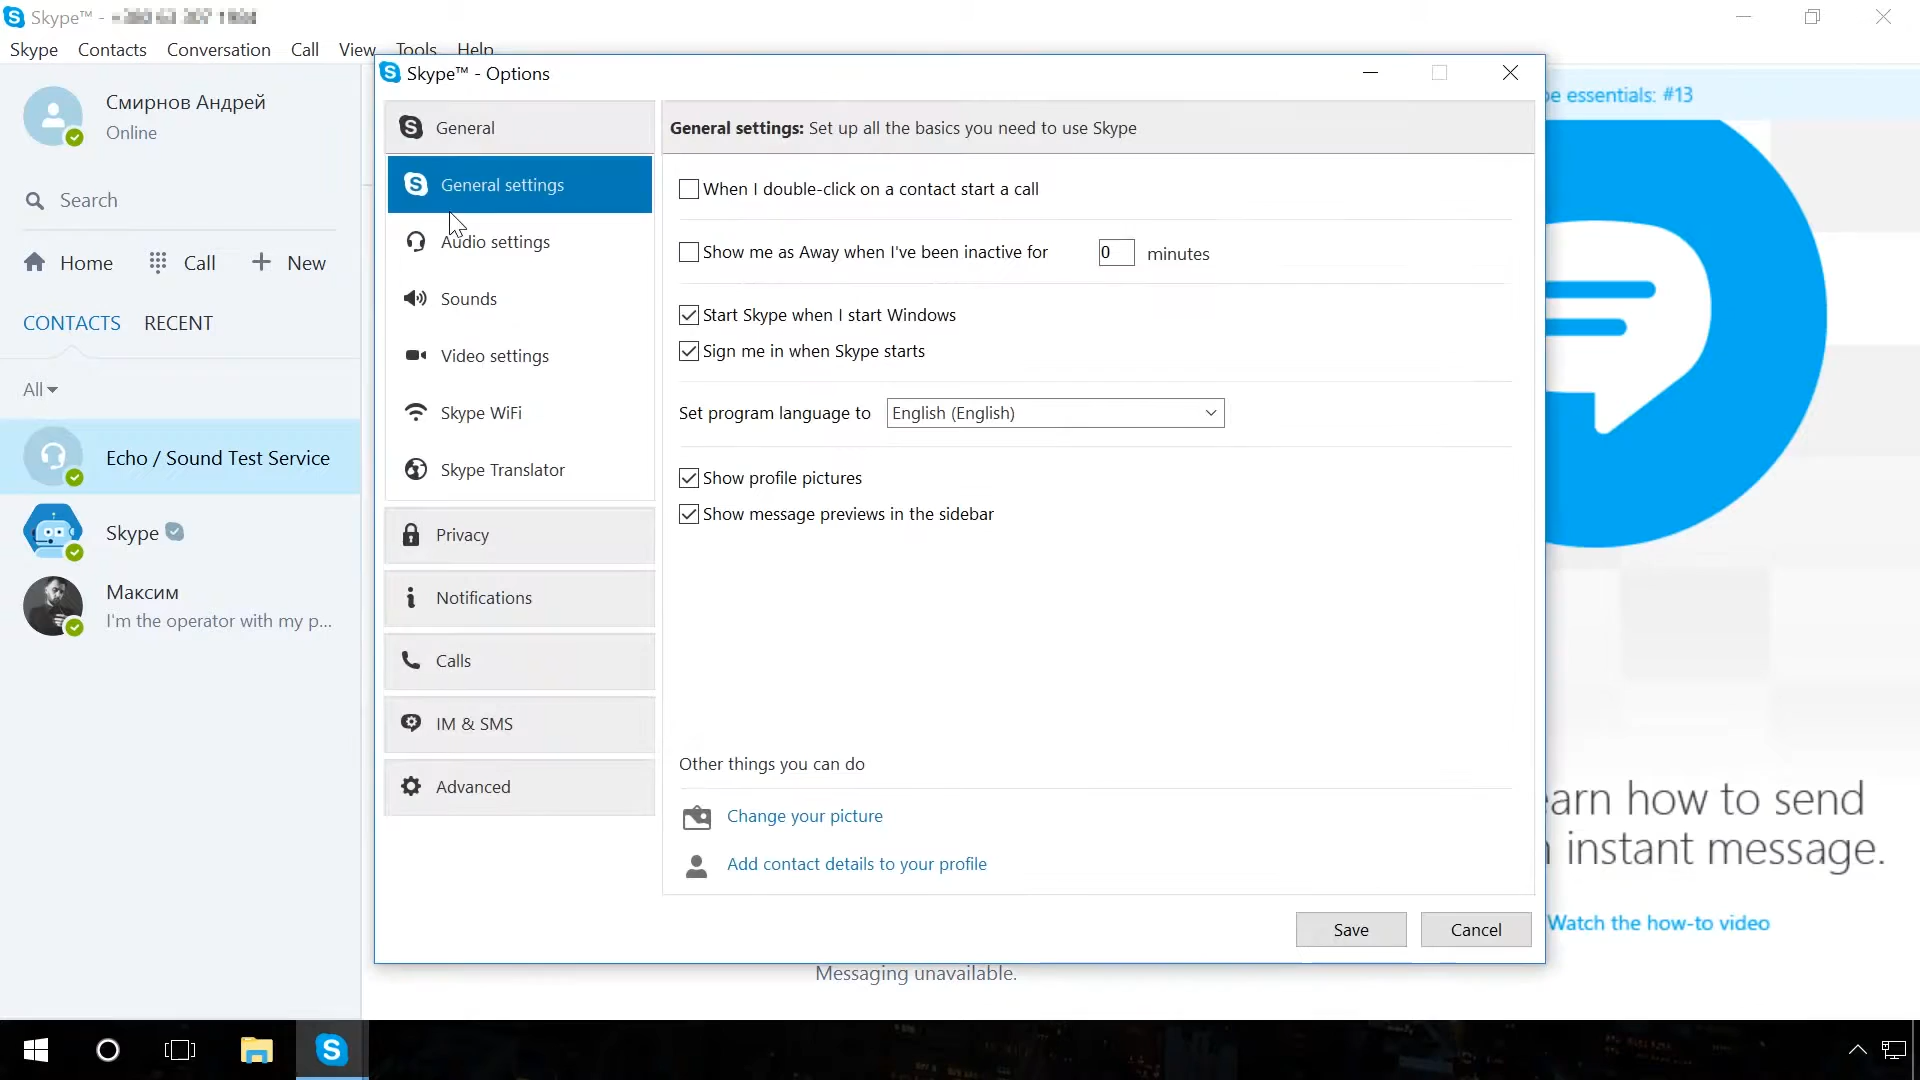 Skype™ -
Skype Contacts Conversation Call View Tools Help
Смирнов Андрей
Online
Search
Home Call New
CONTACTS RECENT
All
Echo / Sound Test Service
Skype
Максим
I'm the operator with my p...
Skype™ - Options
General
General settings
Audio settings
Sounds
Video settings
Skype WiFi
Skype Translator
Privacy
Notifications
Calls
IM & SMS
Advanced
General settings: Set up all the basics you need to use Skype
When I double-click on a contact start a call
Show me as Away when I've been inactive for 0 minutes
Start Skype when I start Windows
Sign me in when Skype starts
Set program language to English (English)
Show profile pictures
Show message previews in the sidebar
Other things you can do
Change your picture
Add contact details to your profile
Save Cancel
essentials: #13
earn how to send
instant message.
Watch the how-to video
Messaging unavailable.